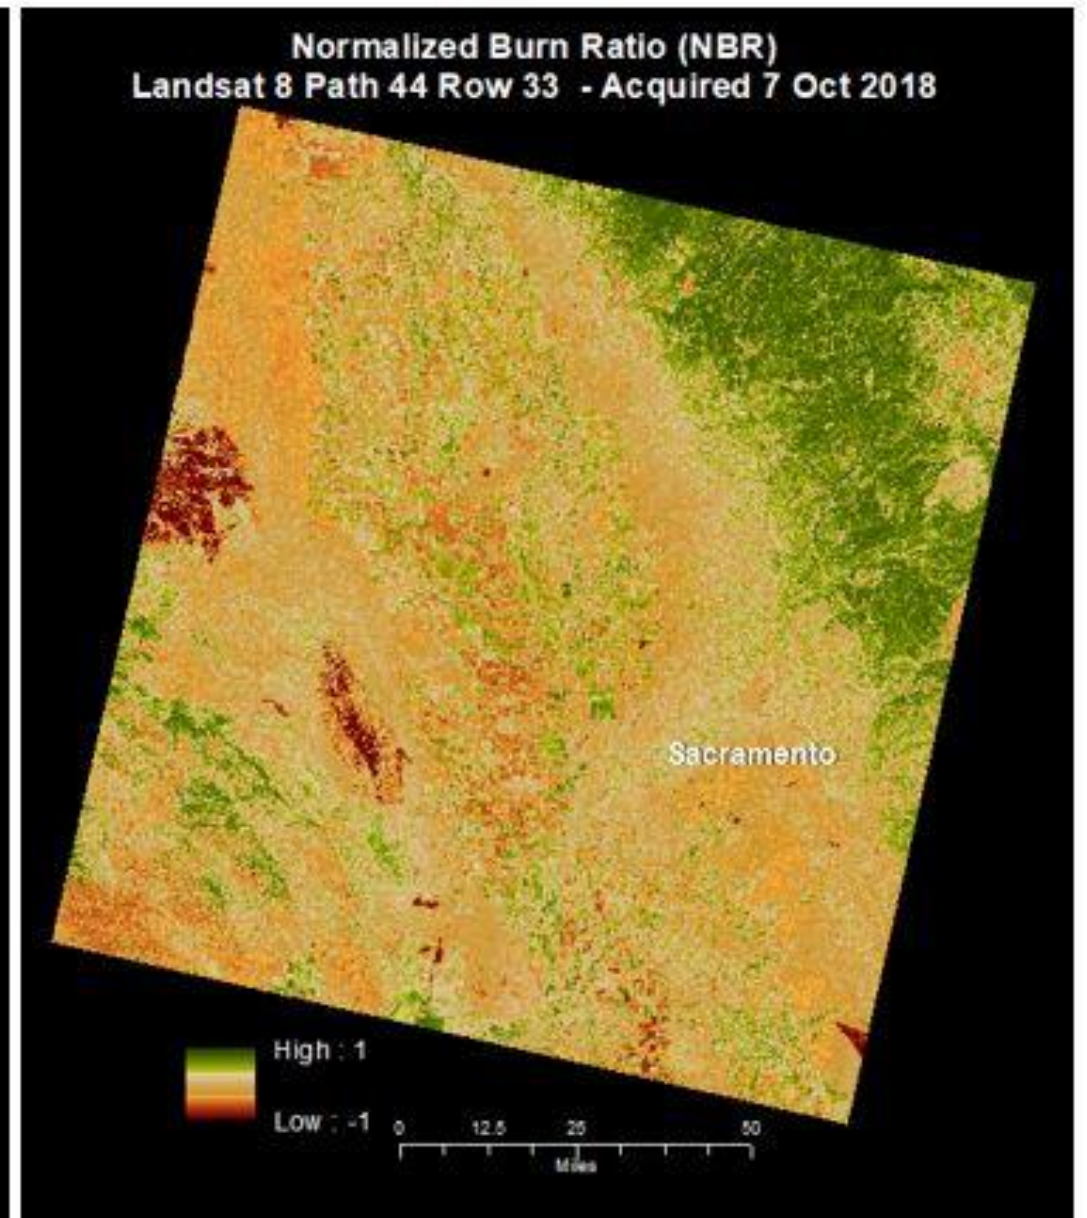 Normalized Burn Ratio (NBR)
Landsat 8 Path 44 Row 33 - Acquired 7 Oct 2018
Sacramento
High : 1
Low : -1
0 12.5 25 50
Miles